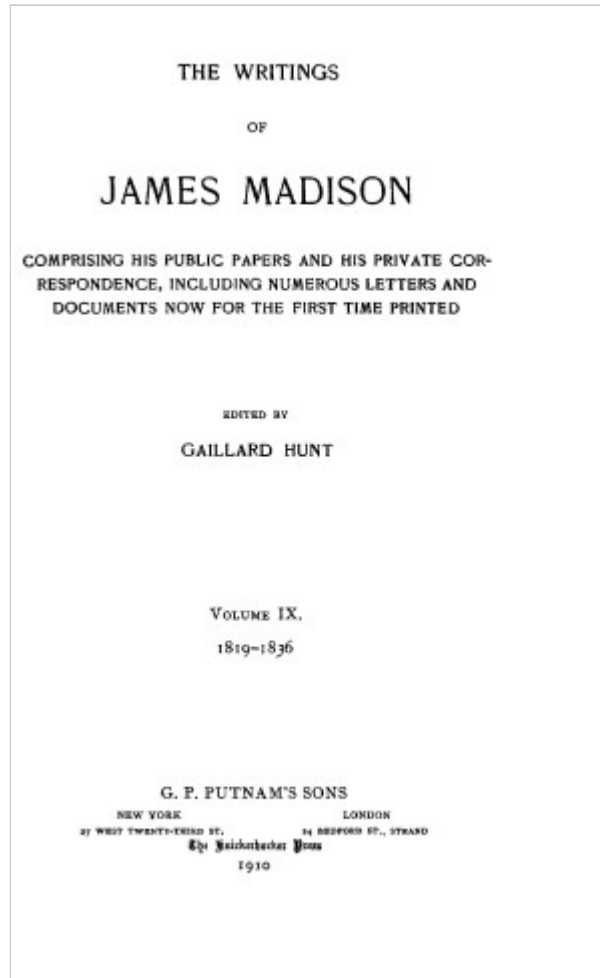 THE WRITINGS
OF
JAMES MADISON
COMPRISING HIS PUBLIC PAPERS AND HIS PRIVATE COR-
RESPONDENCE, INCLUDING NUMEROUS LETTERS AND
DOCUMENTS NOW FOR THE FIRST TIME PRINTED
EDITED BY
GAILLARD HUNT
VOLUME IX.
1819–1836
G. P. PUTNAM'S SONS
NEW YORK LONDON
27 WEST TWENTY-THIRD ST. 24 BEDFORD ST., STRAND
The Knickerbocker Press
1910